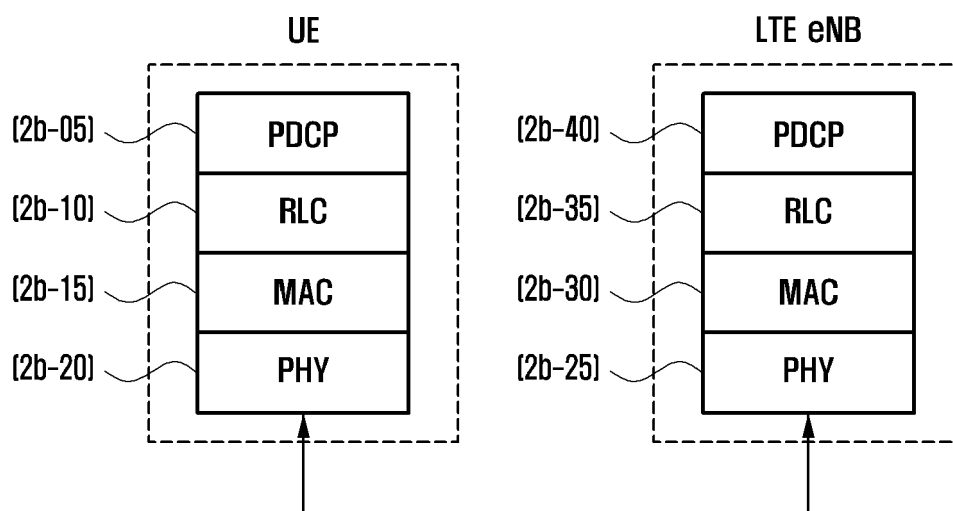 UE LTE eNB
[2b-05] PDCP [2b-40] PDCP
[2b-10] RLC [2b-35] RLC
[2b-15] MAC [2b-30] MAC
[2b-20] PHY [2b-25] PHY